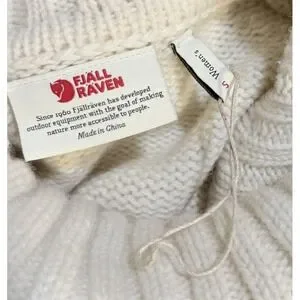 FJÄLL
RÄVEN
Since 1960 Fjällräven has developed
outdoor equipment with the goal of making
nature more accessible to people.
Made in China
S
Women's